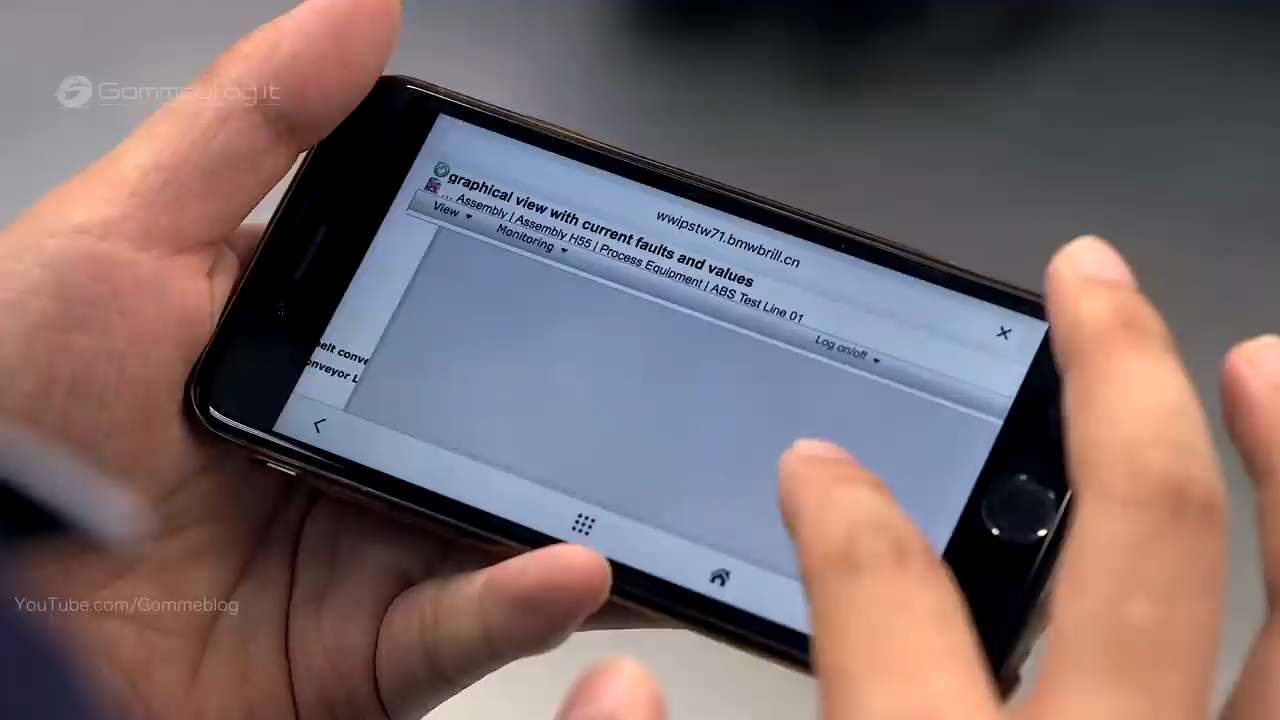 Gommeblog.it
wwipstw71.bmwbrill.cn
graphical view with current faults and values
... Assembly | Assembly H55 | Process Equipment | ABS Test Line 01
View Monitoring Log on/off
belt conve
onveyor L
YouTube.com/Gommeblog